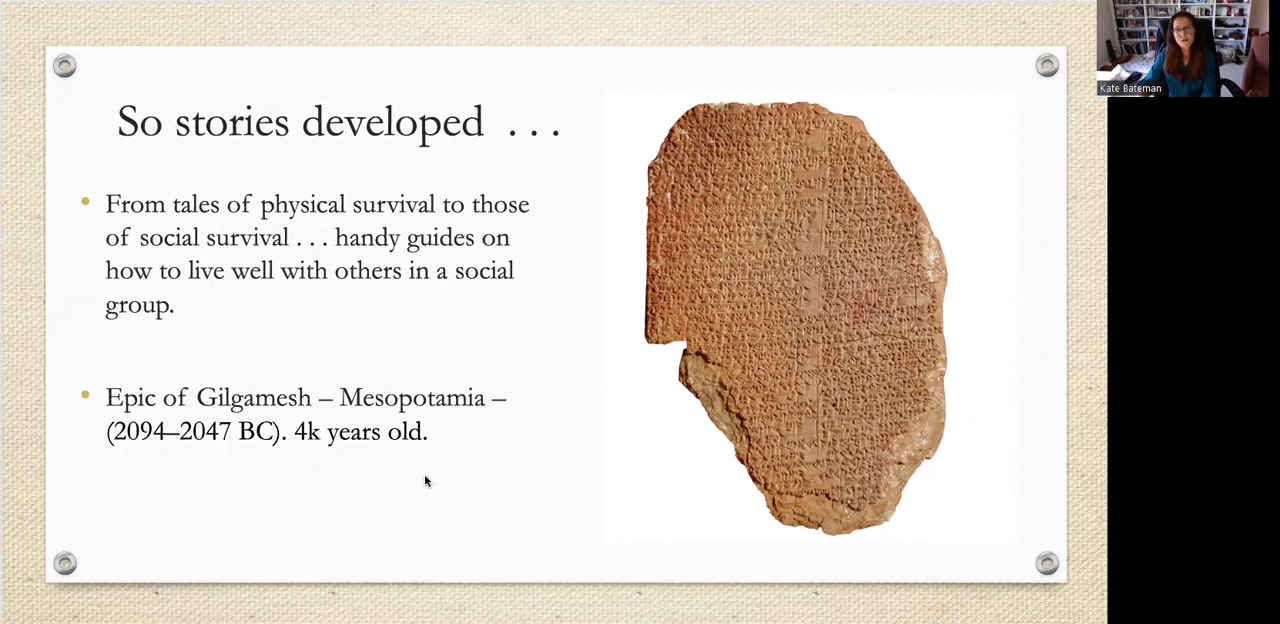 So stories developed . . .
• From tales of physical survival to those
of social survival . . . handy guides on
how to live well with others in a social
group.
• Epic of Gilgamesh – Mesopotamia –
(2094–2047 BC). 4k years old.
Kate Bateman